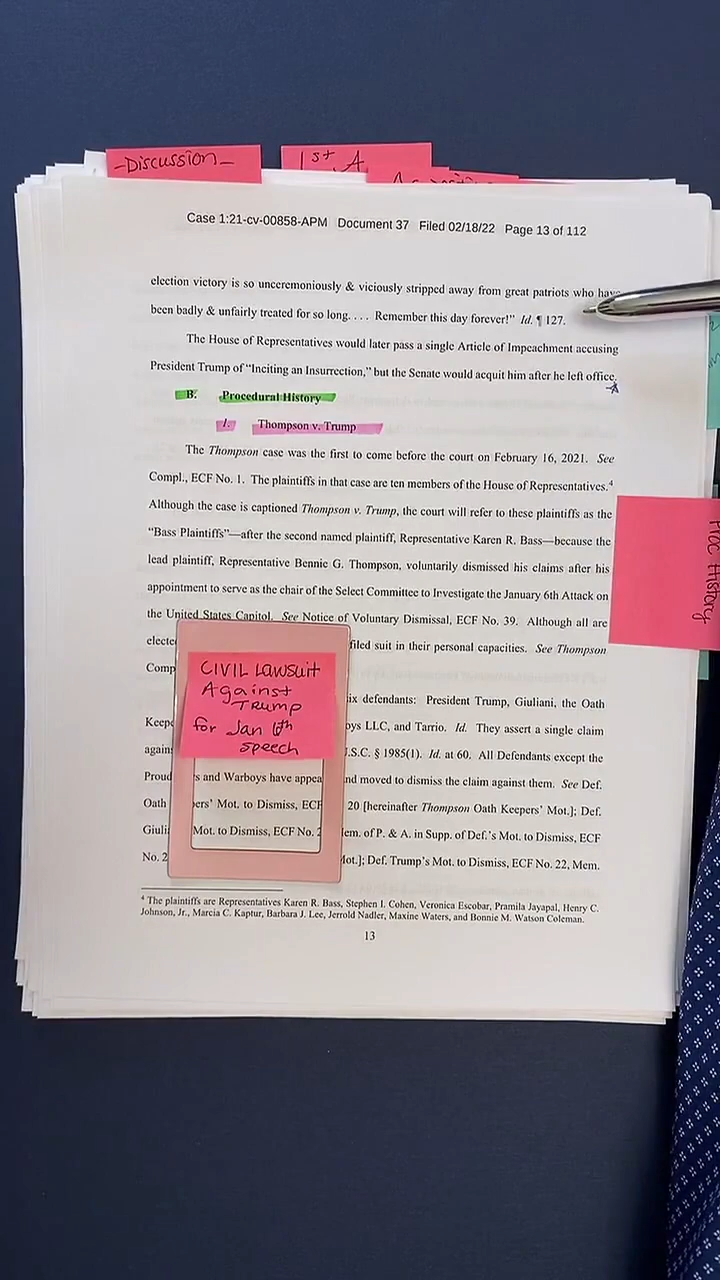 -Discussion-
1st A
Case 1:21-cv-00858-APM Document 37 Filed 02/18/22 Page 13 of 112
election victory is so unceremoniously & viciously stripped away from great patriots who have
been badly & unfairly treated for so long. . . . Remember this day forever!” Id. ¶ 127.
The House of Representatives would later pass a single Article of Impeachment accusing
President Trump of “Inciting an Insurrection,” but the Senate would acquit him after he left office.
B. Procedural History
1. Thompson v. Trump
The Thompson case was the first to come before the court on February 16, 2021. See
Compl., ECF No. 1. The plaintiffs in that case are ten members of the House of Representatives.4
Although the case is captioned Thompson v. Trump, the court will refer to these plaintiffs as the
“Bass Plaintiffs”—after the second named plaintiff, Representative Karen R. Bass—because the
lead plaintiff, Representative Bennie G. Thompson, voluntarily dismissed his claims after his
appointment to serve as the chair of the Select Committee to Investigate the January 6th Attack on
the United States Capitol. See Notice of Voluntary Dismissal, ECF No. 39. Although all are
electe filed suit in their personal capacities. See Thompson
Comp
ix defendants: President Trump, Giuliani, the Oath
Keepe oys LLC, and Tarrio. Id. They assert a single claim
agains .S.C. § 1985(1). Id. at 60. All Defendants except the
Proud s and Warboys have appea nd moved to dismiss the claim against them. See Def.
Oath ers’ Mot. to Dismiss, ECF 20 [hereinafter Thompson Oath Keepers’ Mot.]; Def.
Giuli Mot. to Dismiss, ECF No. 2 em. of P. & A. in Supp. of Def.’s Mot. to Dismiss, ECF
No. 2 Mot.]; Def. Trump’s Mot. to Dismiss, ECF No. 22, Mem.
CIVIL LAWSUIT
Against
TRUMP
for Jan 6th
speech
4 The plaintiffs are Representatives Karen R. Bass, Stephen I. Cohen, Veronica Escobar, Pramila Jayapal, Henry C.
Johnson, Jr., Marcia C. Kaptur, Barbara J. Lee, Jerrold Nadler, Maxine Waters, and Bonnie M. Watson Coleman.
13
Proc History